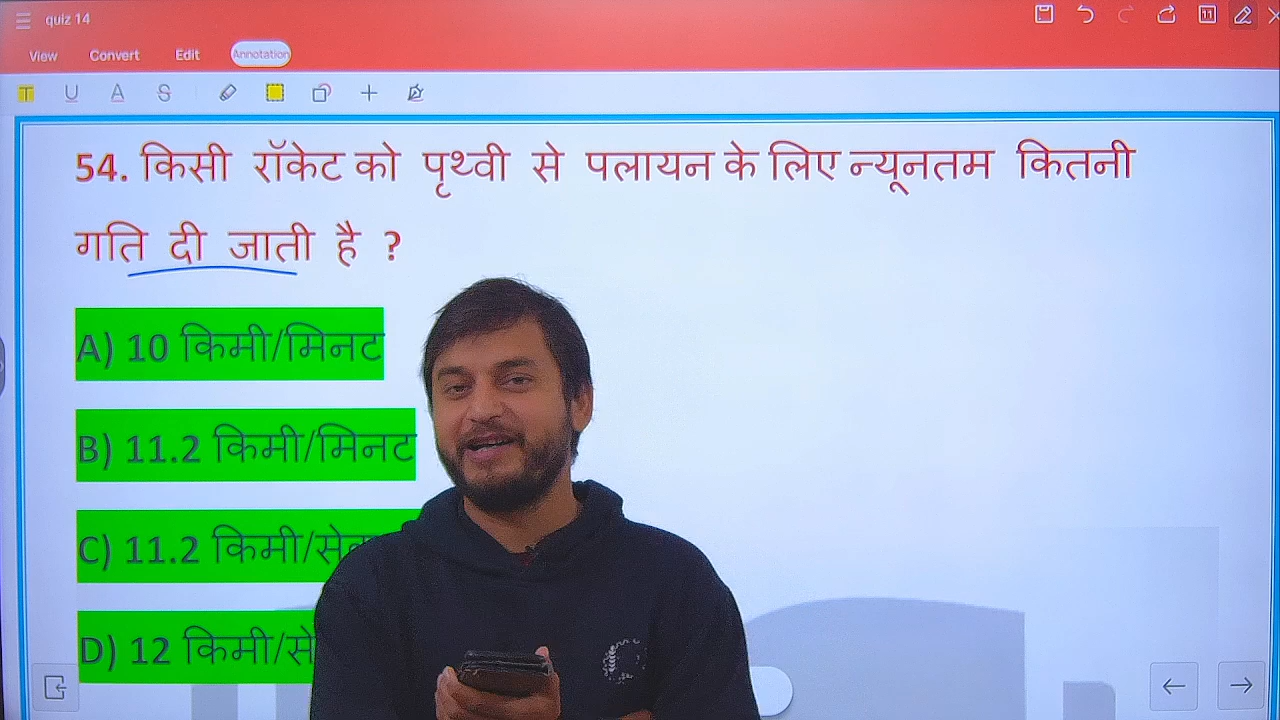 quiz 14
View Convert Edit Annotation
T U A S
54. किसी रॉकेट को पृथ्वी से पलायन के लिए न्यूनतम कितनी
गति दी जाती है ?
A) 10 किमी/मिनट
B) 11.2 किमी/मिनट
C) 11.2 किमी/
D) 12 किमी/